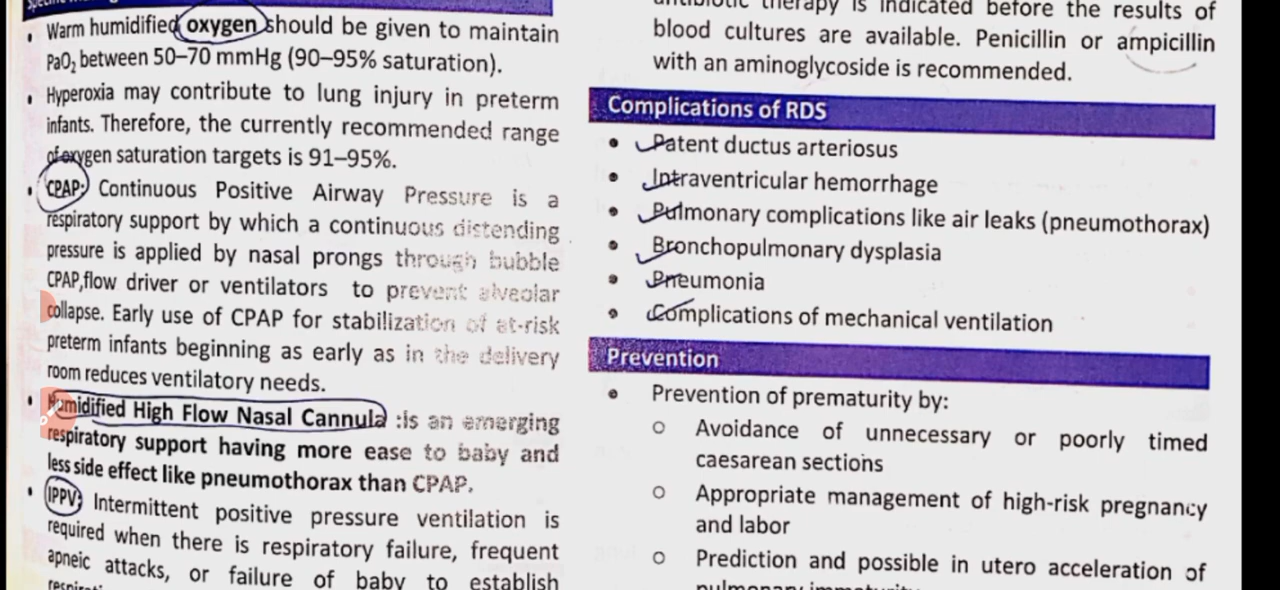 Warm humidified oxygen should be given to maintain
PaO₂ between 50–70 mmHg (90–95% saturation).
Hyperoxia may contribute to lung injury in preterm
infants. Therefore, the currently recommended range
of oxygen saturation targets is 91–95%.
CPAP: Continuous Positive Airway Pressure is a
respiratory support by which a continuous distending
pressure is applied by nasal prongs through bubble
CPAP,flow driver or ventilators to prevent alveolar
collapse. Early use of CPAP for stabilization of at-risk
preterm infants beginning as early as in the delivery
room reduces ventilatory needs.
Humidified High Flow Nasal Cannula :is an emerging
respiratory support having more ease to baby and
less side effect like pneumothorax than CPAP.
IPPV: Intermittent positive pressure ventilation is
required when there is respiratory failure, frequent
apneic attacks, or failure of baby to establish
antibiotic therapy is indicated before the results of
blood cultures are available. Penicillin or ampicillin
with an aminoglycoside is recommended.
Complications of RDS
Patent ductus arteriosus
Intraventricular hemorrhage
Pulmonary complications like air leaks (pneumothorax)
Bronchopulmonary dysplasia
Pneumonia
Complications of mechanical ventilation
Prevention
Prevention of prematurity by:
Avoidance of unnecessary or poorly timed
caesarean sections
Appropriate management of high-risk pregnancy
and labor
Prediction and possible in utero acceleration of
pulmonary immaturity